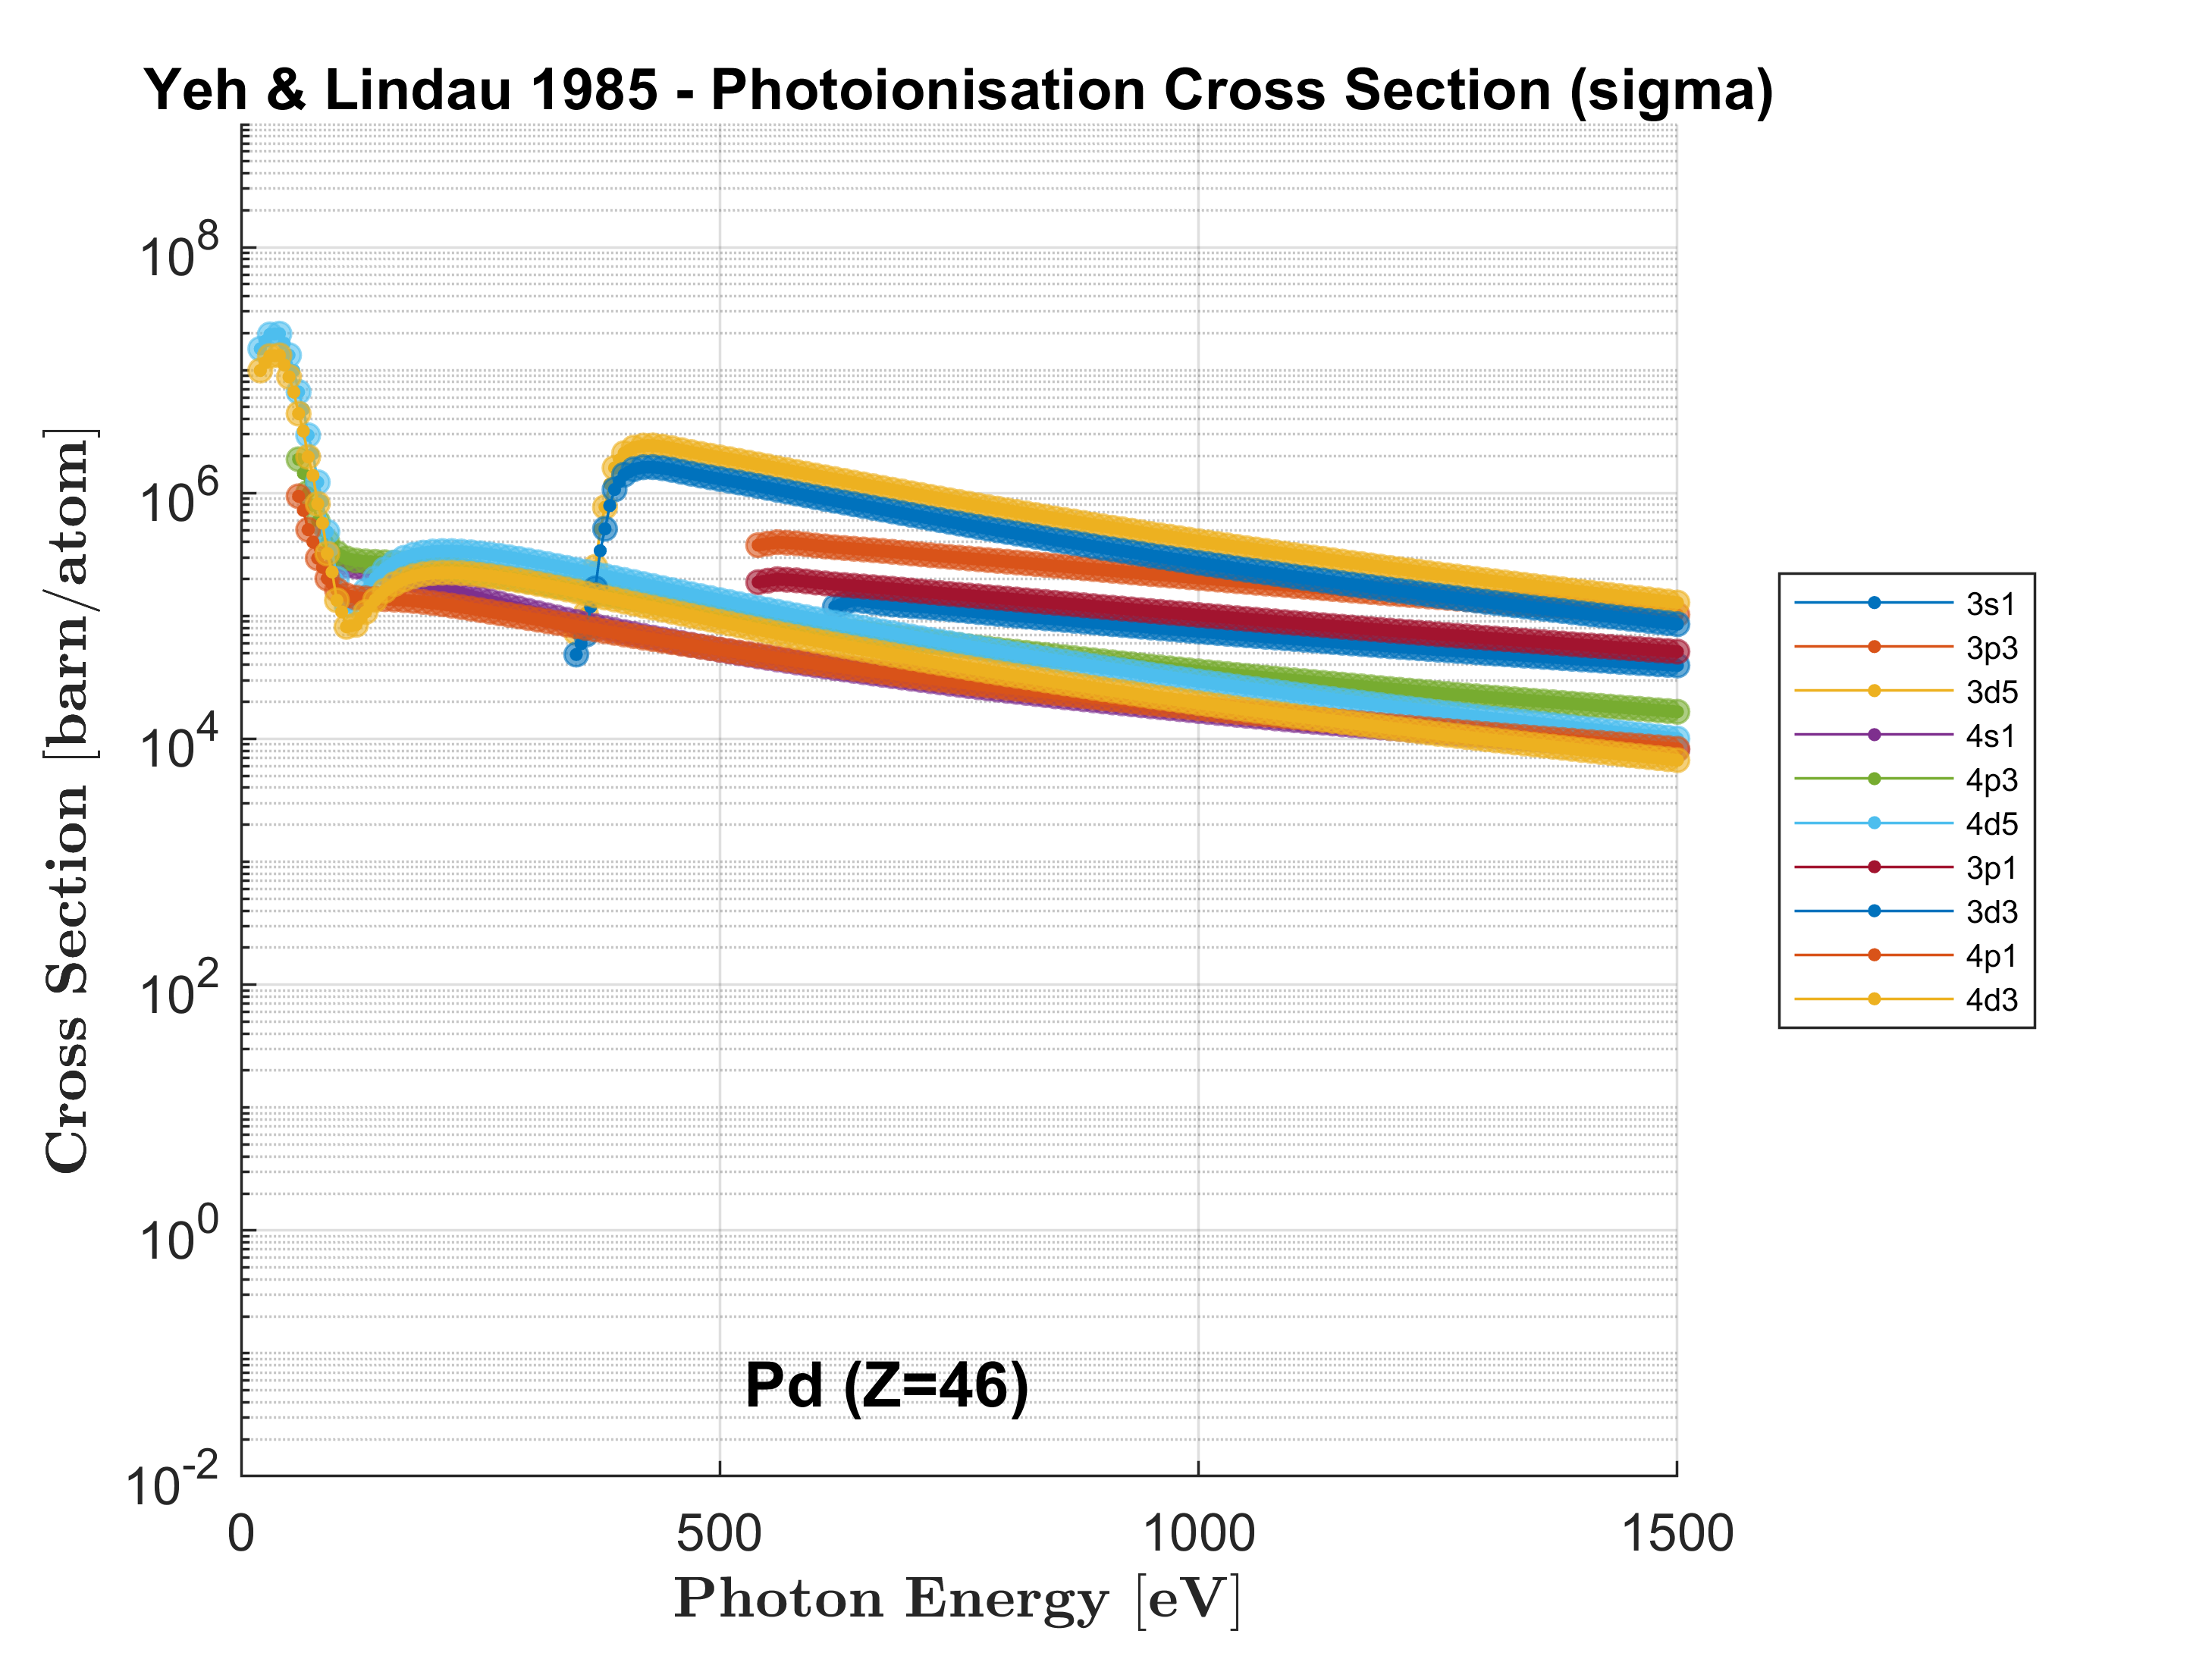 Yeh & Lindau 1985 - Photoionisation Cross Section (sigma)
Cross Section [barn/atom]
10^8
10^6
10^4
10^2
10^0
10^-2
0 500 1000 1500
Photon Energy [eV]
Pd (Z=46)
3s1
3p3
3d5
4s1
4p3
4d5
3p1
3d3
4p1
4d3